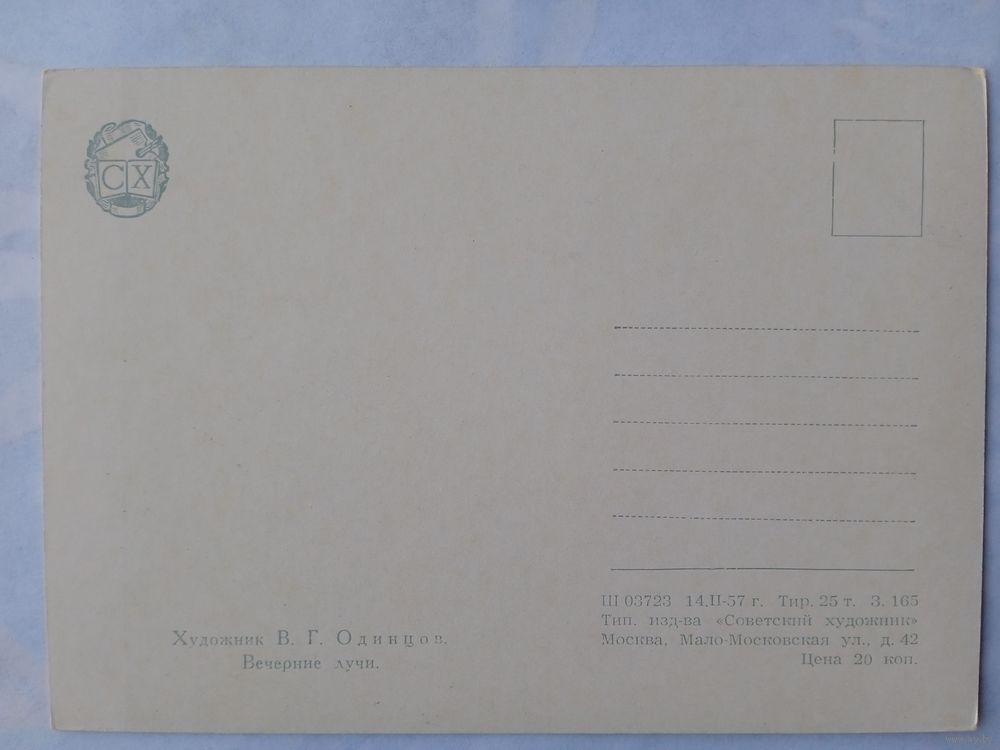 СХ
Художник В. Г. Одинцов.
Вечерние лучи.
Ш 03723 14.II-57 г. Тир. 25 т. З. 165
Тип. изд-ва «Советский художник»
Москва, Мало-Московская ул., д. 42
Цена 20 коп.